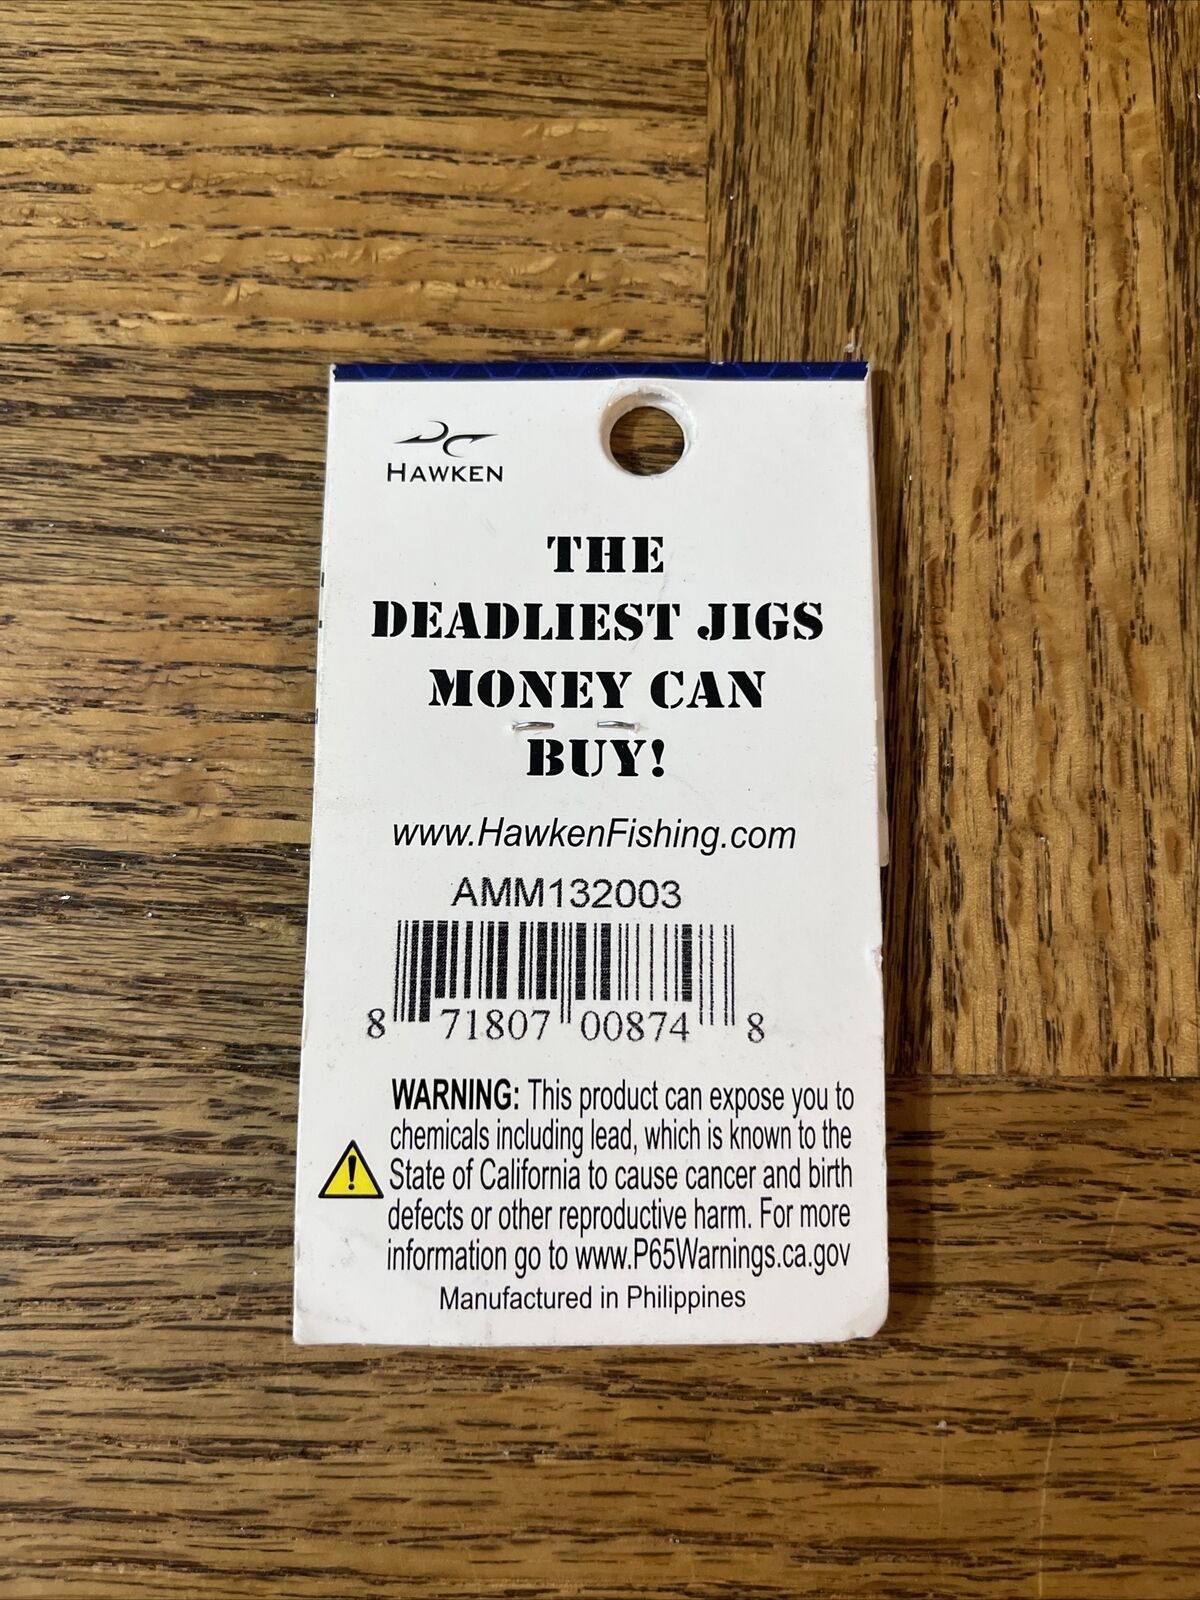 HAWKEN
THE
DEADLIEST JIGS
MONEY CAN
BUY!
www.HawkenFishing.com
AMM132003
8 71807 00874 8
WARNING: This product can expose you to
chemicals including lead, which is known to the
State of California to cause cancer and birth
defects or other reproductive harm. For more
information go to www.P65Warnings.ca.gov
Manufactured in Philippines